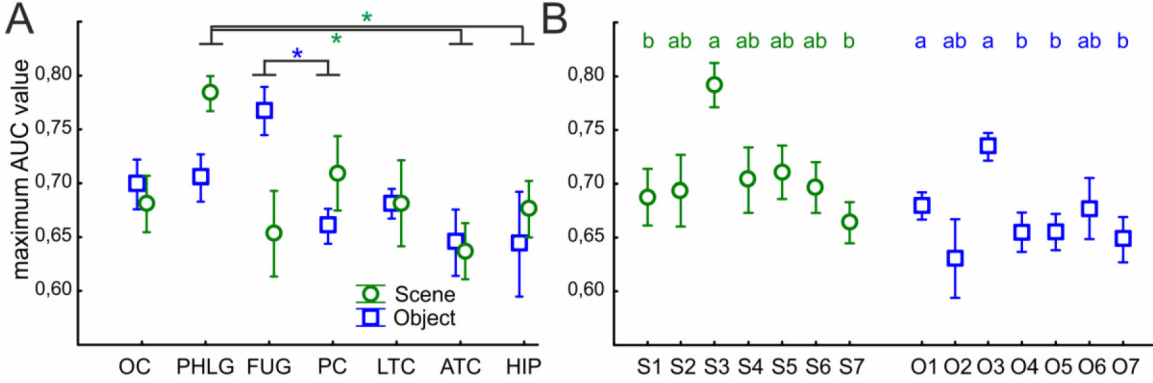 A
*
*
*
maximum AUC value
0,80
0,75
0,70
0,65
0,60
Scene
Object
OC PHLG FUG PC LTC ATC HIP
B
b ab a ab ab ab b a ab a b b ab b
0,80
0,75
0,70
0,65
0,60
S1 S2 S3 S4 S5 S6 S7 O1 O2 O3 O4 O5 O6 O7